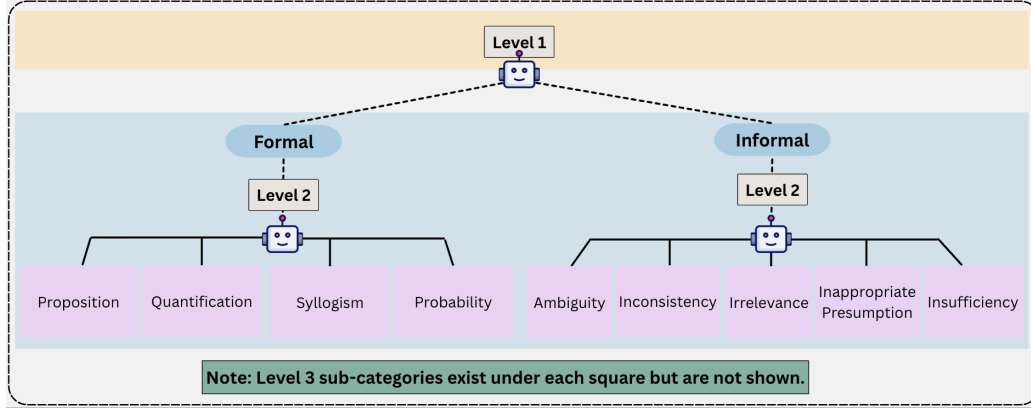 Level 1
Formal
Informal
Level 2
Level 2
Proposition
Quantification
Syllogism
Probability
Ambiguity
Inconsistency
Irrelevance
Inappropriate
Presumption
Insufficiency
Note: Level 3 sub-categories exist under each square but are not shown.